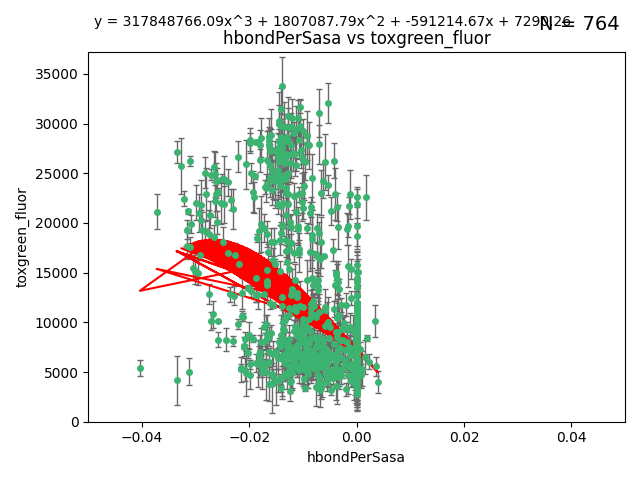 y = 317848766.09x^3 + 1807087.79x^2 + -591214.67x + 7290.26
N = 764
hbondPerSasa vs toxgreen_fluor
toxgreen_fluor
35000
30000
25000
20000
15000
10000
5000
0
−0.04
−0.02
0.00
0.02
0.04
hbondPerSasa